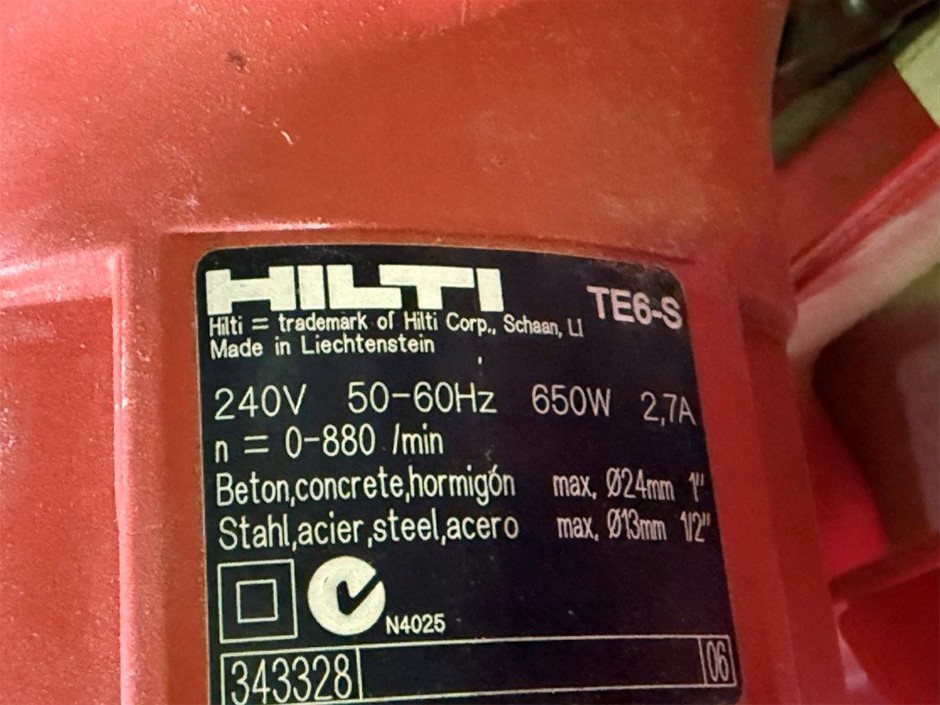 HILTI TE6-S
Hilti = trademark of Hilti Corp., Schaan, LI
Made in Liechtenstein
240V 50-60Hz 650W 2,7A
n = 0-880 /min
Beton,concrete,hormigón max. Ø24mm 1"
Stahl,acier,steel,acero max. Ø13mm 1/2"
N4025
343328 06